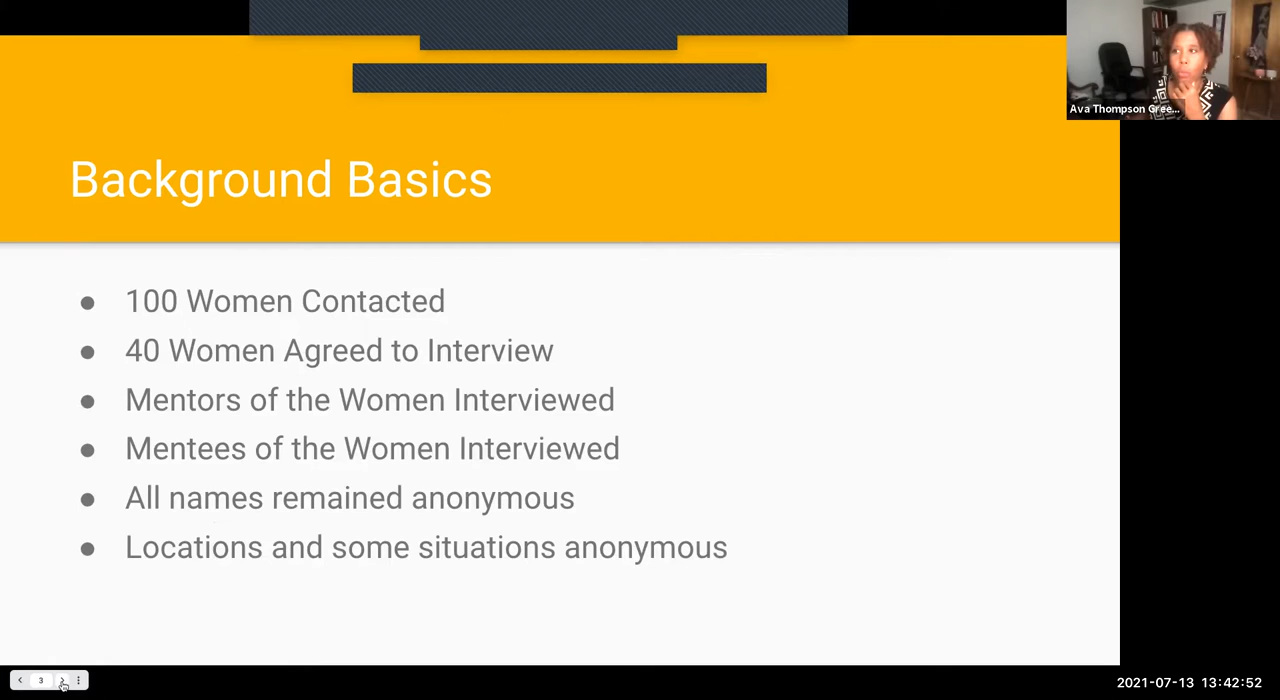 Ava Thompson Gree...
Background Basics
● 100 Women Contacted
● 40 Women Agreed to Interview
● Mentors of the Women Interviewed
● Mentees of the Women Interviewed
● All names remained anonymous
● Locations and some situations anonymous
3
2021-07-13 13:42:52